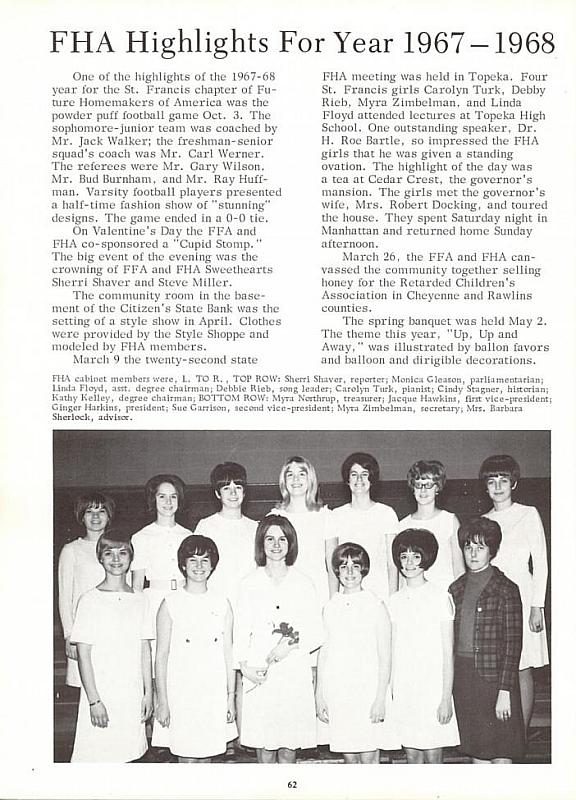 FHA Highlights For Year 1967-1968
One of the highlights of the 1967-68
year for the St. Francis chapter of Fu-
ture Homemakers of America was the
powder puff football game Oct. 3. The
sophomore-junior team was coached by
Mr. Jack Walker; the freshman-senior
squad's coach was Mr. Carl Werner.
The referees were Mr. Gary Wilson,
Mr. Bud Burnham, and Mr. Ray Huff-
man. Varsity football players presented
a half-time fashion show of "stunning"
designs. The game ended in a 0-0 tie.
On Valentine's Day the FFA and
FHA co-sponsored a "Cupid Stomp."
The big event of the evening was the
crowning of FFA and FHA Sweethearts
Sherri Shaver and Steve Miller.
The community room in the base-
ment of the Citizen's State Bank was the
setting of a style show in April. Clothes
were provided by the Style Shoppe and
modeled by FHA members.
March 9 the twenty-second state
FHA meeting was held in Topeka. Four
St. Francis girls Carolyn Turk, Debby
Rieb, Myra Zimbelman, and Linda
Floyd attended lectures at Topeka High
School. One outstanding speaker, Dr.
H. Roe Bartle, so impressed the FHA
girls that he was given a standing
ovation. The highlight of the day was
a tea at Cedar Crest, the governor's
mansion. The girls met the governor's
wife, Mrs. Robert Docking, and toured
the house. They spent Saturday night in
Manhattan and returned home Sunday
afternoon.
March 26, the FFA and FHA can-
vassed the community together selling
honey for the Retarded Children's
Association in Cheyenne and Rawlins
counties.
The spring banquet was held May 2.
The theme this year, "Up, Up and
Away," was illustrated by ballon favors
and balloon and dirigible decorations.
FHA cabinet members were, L. TO R., TOP ROW: Sherri Shaver, reporter; Monica Gleason, parliamentarian;
Linda Floyd, asst. degree chairman; Debbie Rieb, song leader; Carolyn Turk, pianist; Cindy Stagner, historian;
Kathy Kelley, degree chairman; BOTTOM ROW: Myra Northrup, treasurer; Jacque Hawkins, first vice-president;
Ginger Harkins, president; Sue Garrison, second vice-president; Myra Zimbelman, secretary; Mrs. Barbara
Sherlock, advisor.
62